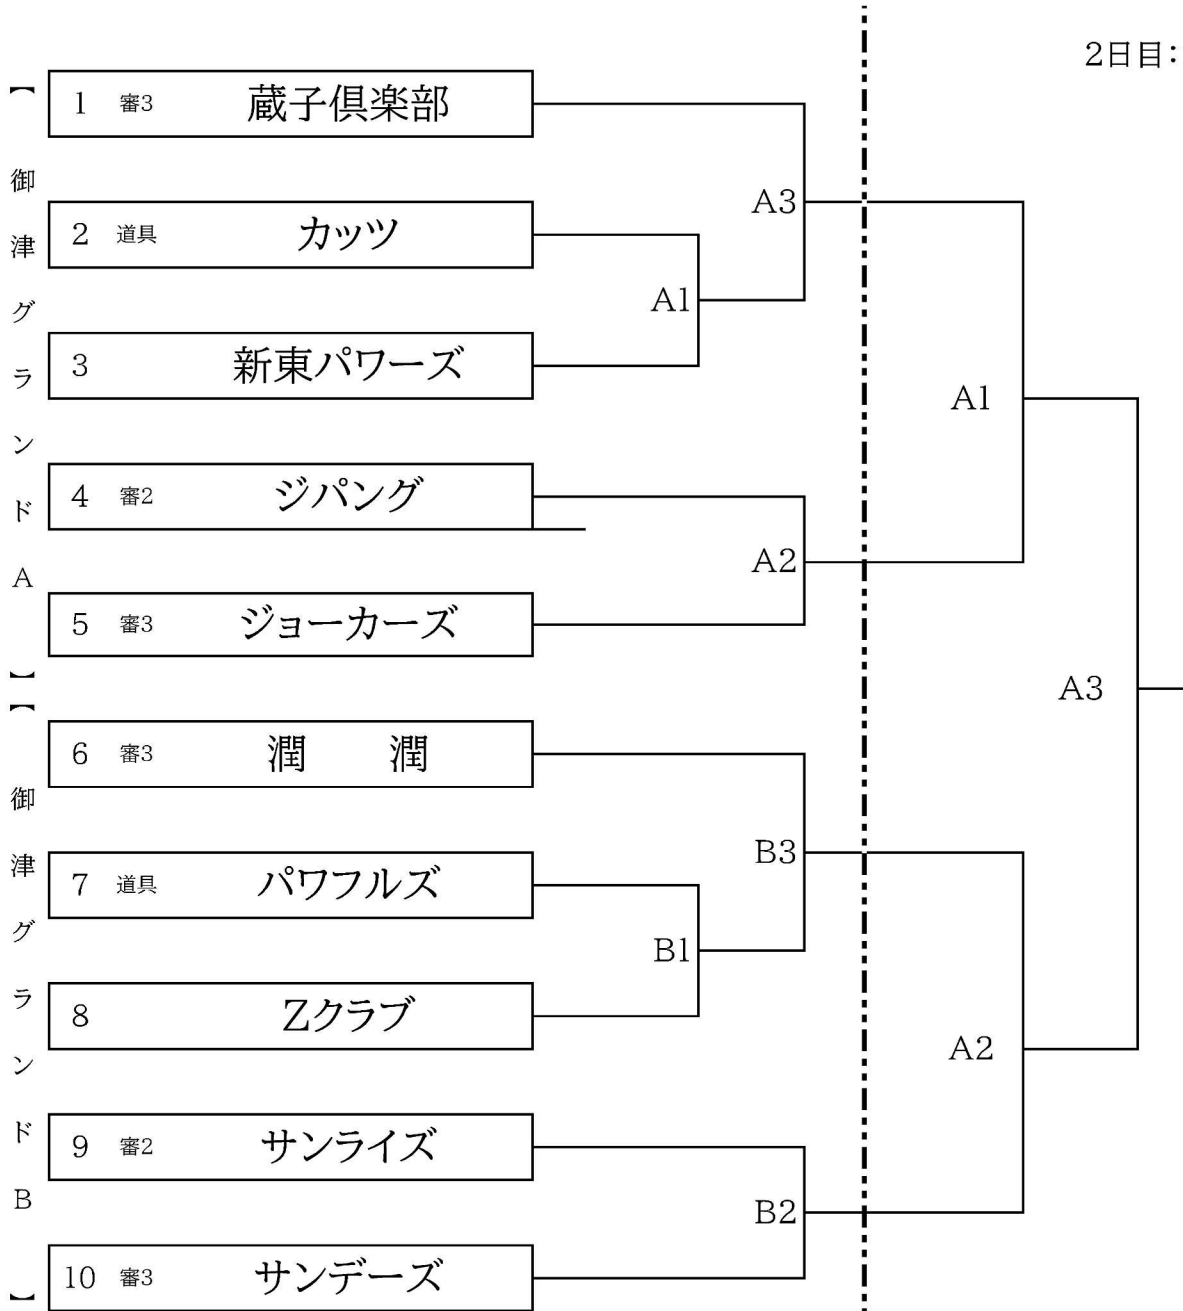 2日目:
【御津グランドA】
1 審3 蔵子倶楽部
2 道具 カッツ
3 新東パワーズ
4 審2 ジパング
5 審3 ジョーカーズ
A3
A1
A2
A1
【御津グランドB】
6 審3 潤 潤
7 道具 パワフルズ
8 Zクラブ
9 審2 サンライズ
10 審3 サンデーズ
B3
B1
B2
A2
A3